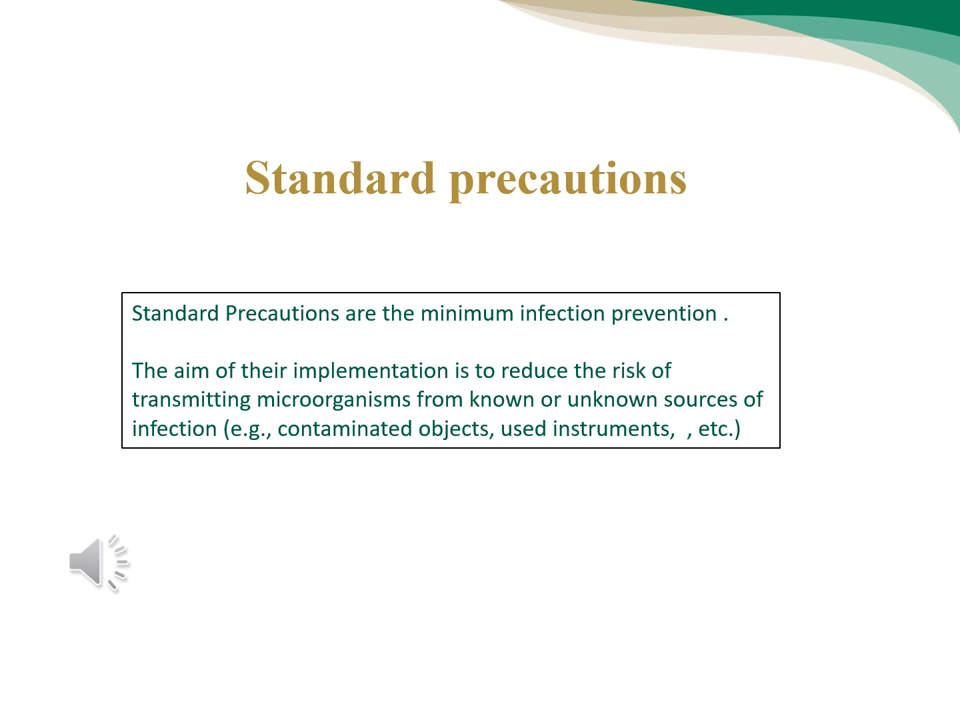 Standard precautions
Standard Precautions are the minimum infection prevention .
The aim of their implementation is to reduce the risk of
transmitting microorganisms from known or unknown sources of
infection (e.g., contaminated objects, used instruments,  , etc.)